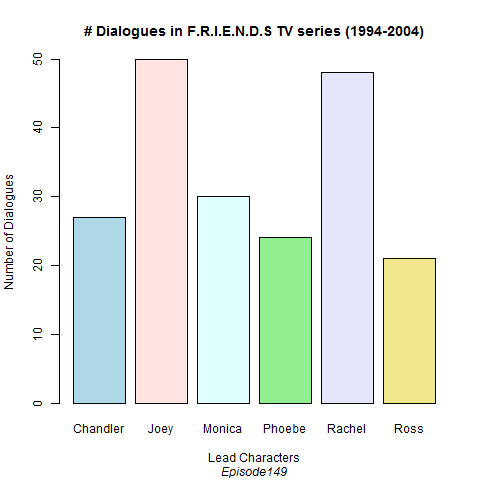 # Dialogues in F.R.I.E.N.D.S TV series (1994-2004)
Number of Dialogues
50
40
30
20
10
0
Chandler Joey Monica Phoebe Rachel Ross
Lead Characters
Episode149